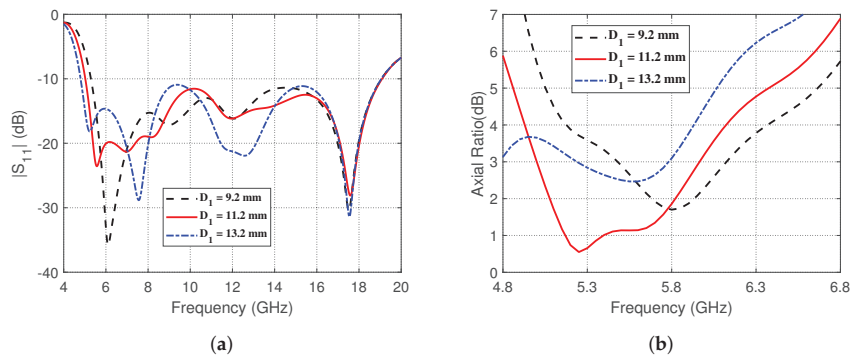 0
-10
-20
-30
-40
|S₁₁| (dB)
D₁ = 9.2 mm
D₁ = 11.2 mm
D₁ = 13.2 mm
4 6 8 10 12 14 16 18 20
Frequency (GHz)
(a)
7
6
5
4
3
2
1
0
Axial Ratio(dB)
D₁ = 9.2 mm
D₁ = 11.2 mm
D₁ = 13.2 mm
4.8 5.3 5.8 6.3 6.8
Frequency (GHz)
(b)